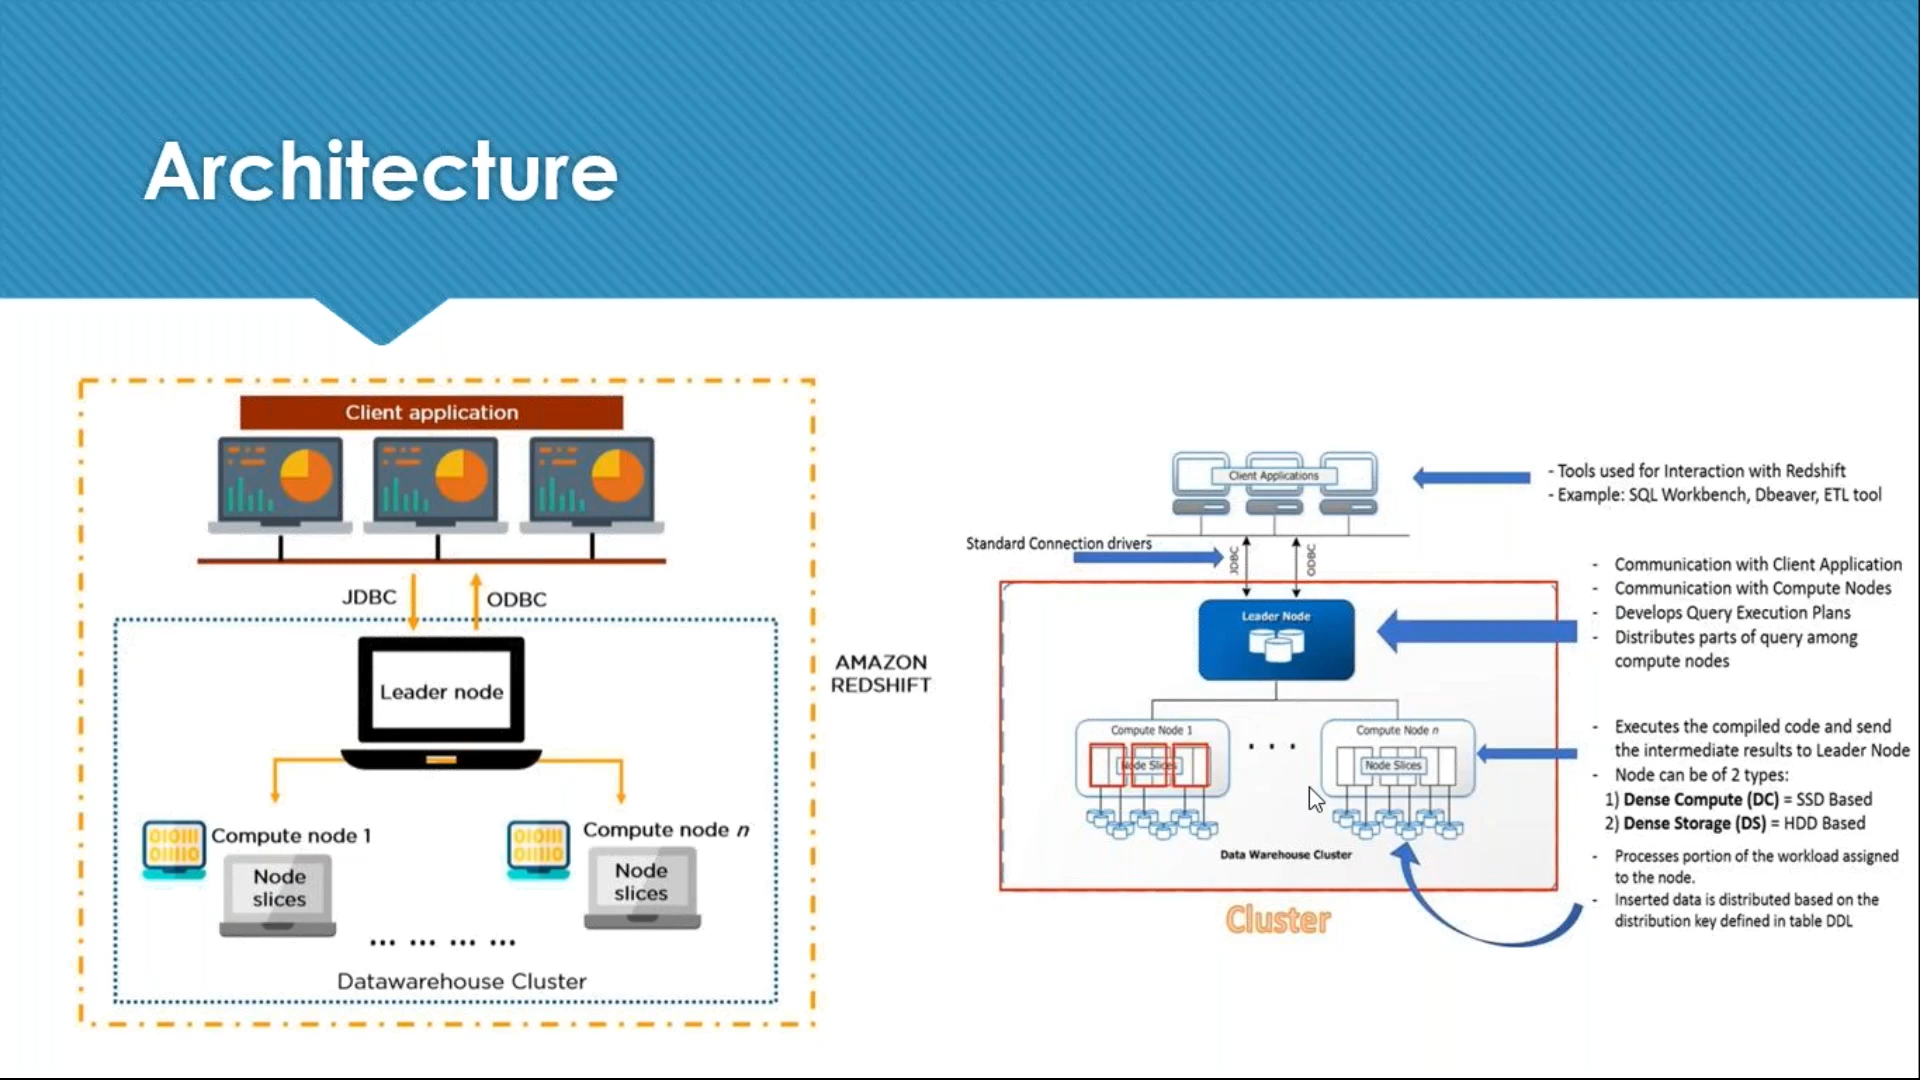 Architecture
Client application
JDBC
ODBC
Leader node
Compute node 1
Node
slices
Compute node n
Node
slices
Datawarehouse Cluster
AMAZON
REDSHIFT
Client Applications
- Tools used for Interaction with Redshift
- Example: SQL Workbench, Dbeaver, ETL tool
Standard Connection drivers
JDBC
ODBC
Leader Node
- Communication with Client Application
- Communication with Compute Nodes
- Develops Query Execution Plans
- Distributes parts of query among
compute nodes
Compute Node 1
Node Slices
Compute Node n
Node Slices
- Executes the compiled code and send
the intermediate results to Leader Node
- Node can be of 2 types:
1) Dense Compute (DC) = SSD Based
2) Dense Storage (DS) = HDD Based
- Processes portion of the workload assigned
to the node.
- Inserted data is distributed based on the
distribution key defined in table DDL
Data Warehouse Cluster
Cluster